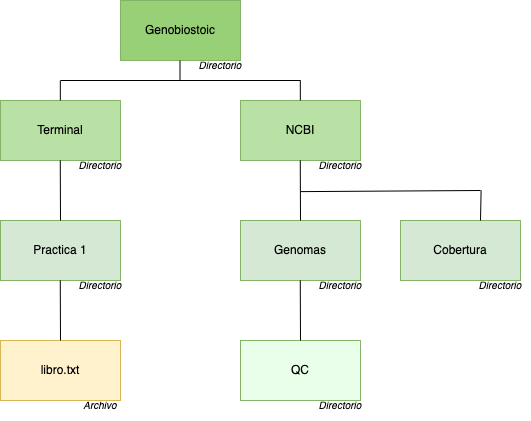 Genobiostoic
Directorio
Terminal
NCBI
Directorio
Directorio
Practica 1
Genomas
Cobertura
Directorio
Directorio
Directorio
libro.txt
QC
Archivo
Directorio